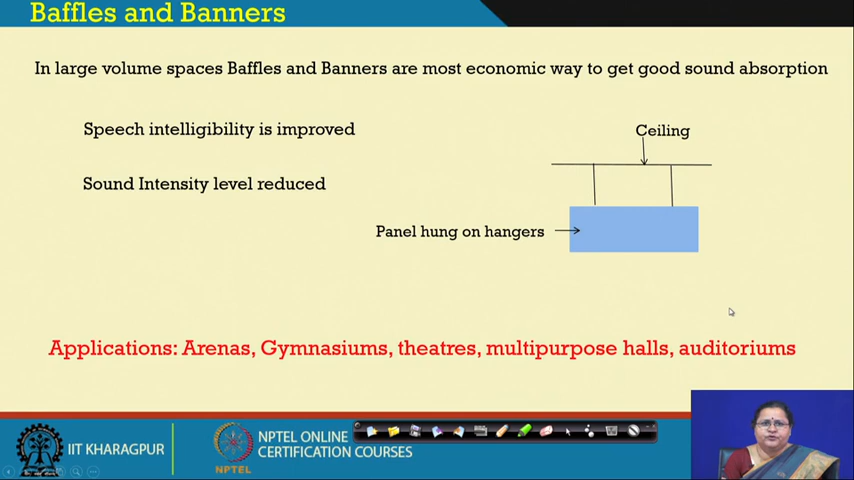 Baffles and Banners
In large volume spaces Baffles and Banners are most economic way to get good sound absorption
Speech intelligibility is improved
Ceiling
Sound Intensity level reduced
Panel hung on hangers
Applications: Arenas, Gymnasiums, theatres, multipurpose halls, auditoriums
IIT KHARAGPUR
NPTEL
NPTEL ONLINE
CERTIFICATION COURSES